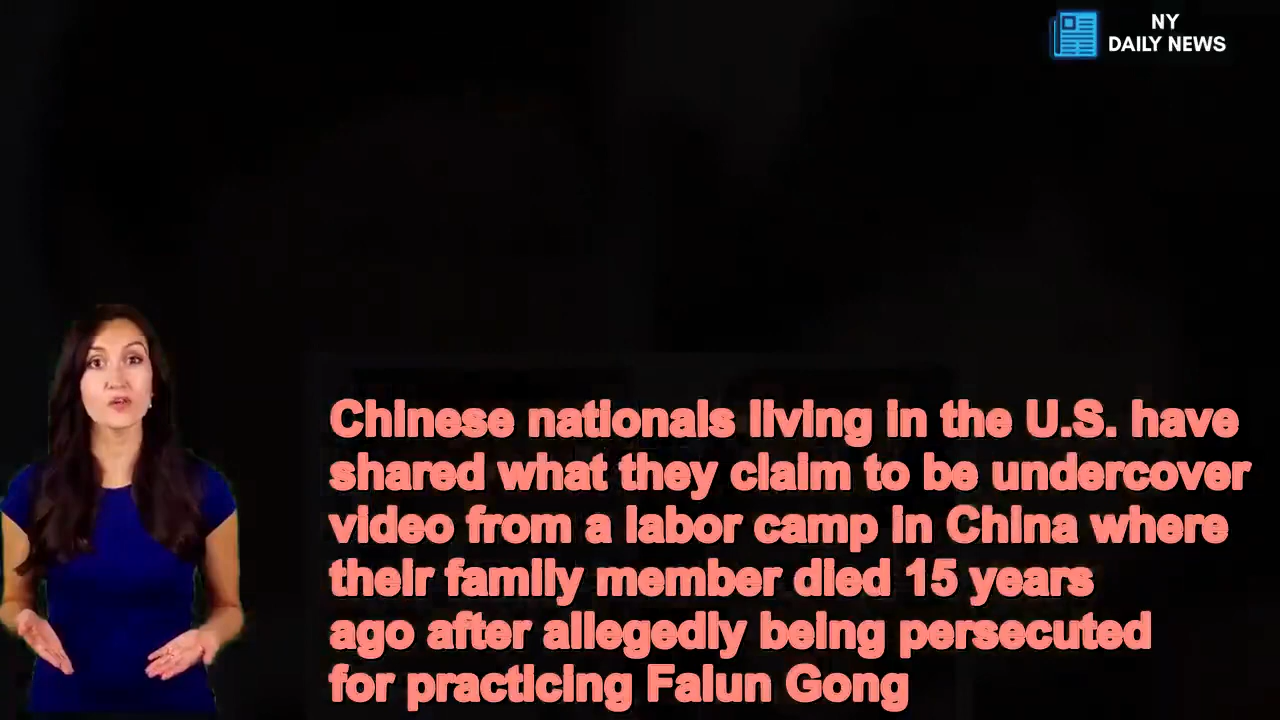 NY
DAILY NEWS
Chinese nationals living in the U.S. have
shared what they claim to be undercover
video from a labor camp in China where
their family member died 15 years
ago after allegedly being persecuted
for practicing Falun Gong